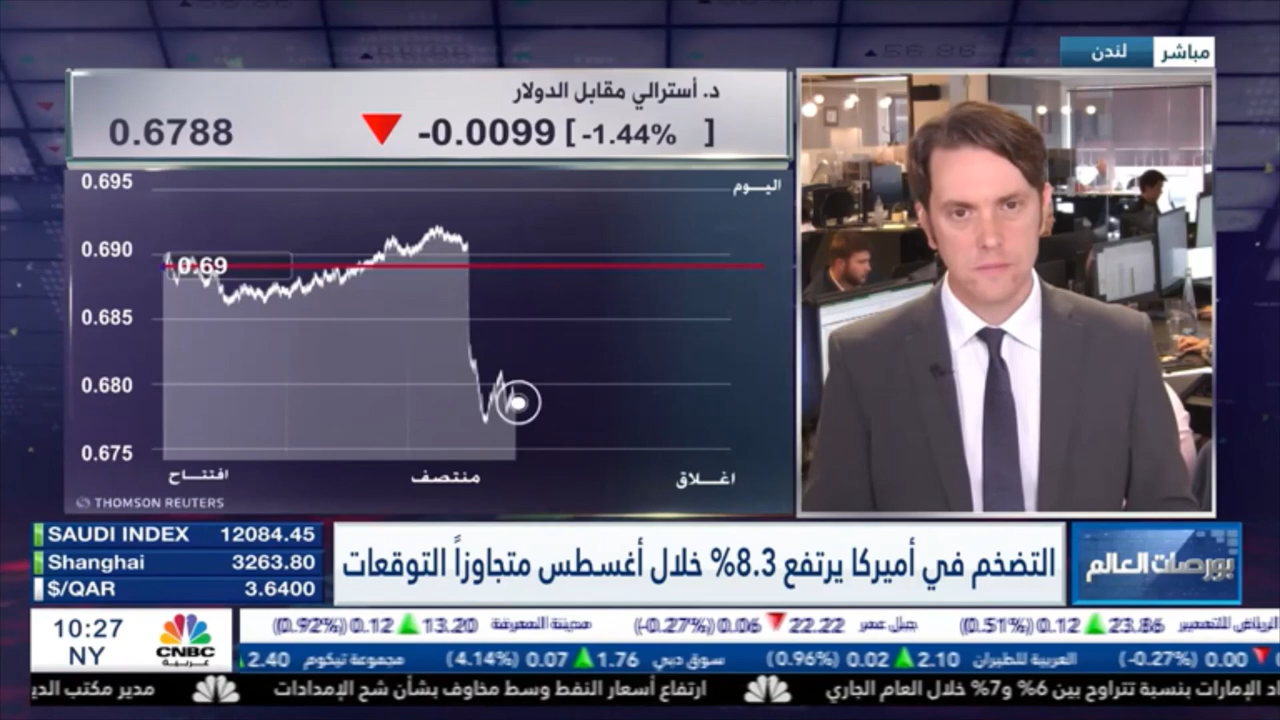 مباشر لندن
د. أسترالي مقابل الدولار
0.6788 -0.0099 [ -1.44% ]
اليـــوم
0.695
0.690
0.69
0.685
0.680
0.675
افتتـــاح منتصف اغـــلاق
THOMSON REUTERS
SAUDI INDEX 12084.45
Shanghai 3263.80
$/QAR 3.6400
التضخم في أميركا يرتفع 8.3% خلال أغسطس متجاوزاً التوقعات
بورصات العالم
10:27
NY
CNBC
عربية
الرياض للتعمير 23.86 0.12 (0.51%) جبل عمر 22.22 0.06 (-0.27%) مدينة المعرفة 13.20 0.12 (0.92%)
0.00 (-0.27%) العربية للطيران 2.10 0.02 (0.96%) سوق دبي 1.76 0.07 (4.14%) مجموعة تيكوم 2.40
الإمارات بنسبة تتراوح بين 6% و7% خلال العام الجاري ارتفاع أسعار النفط وسط مخاوف بشأن شح الإمدادات مدير مكتب